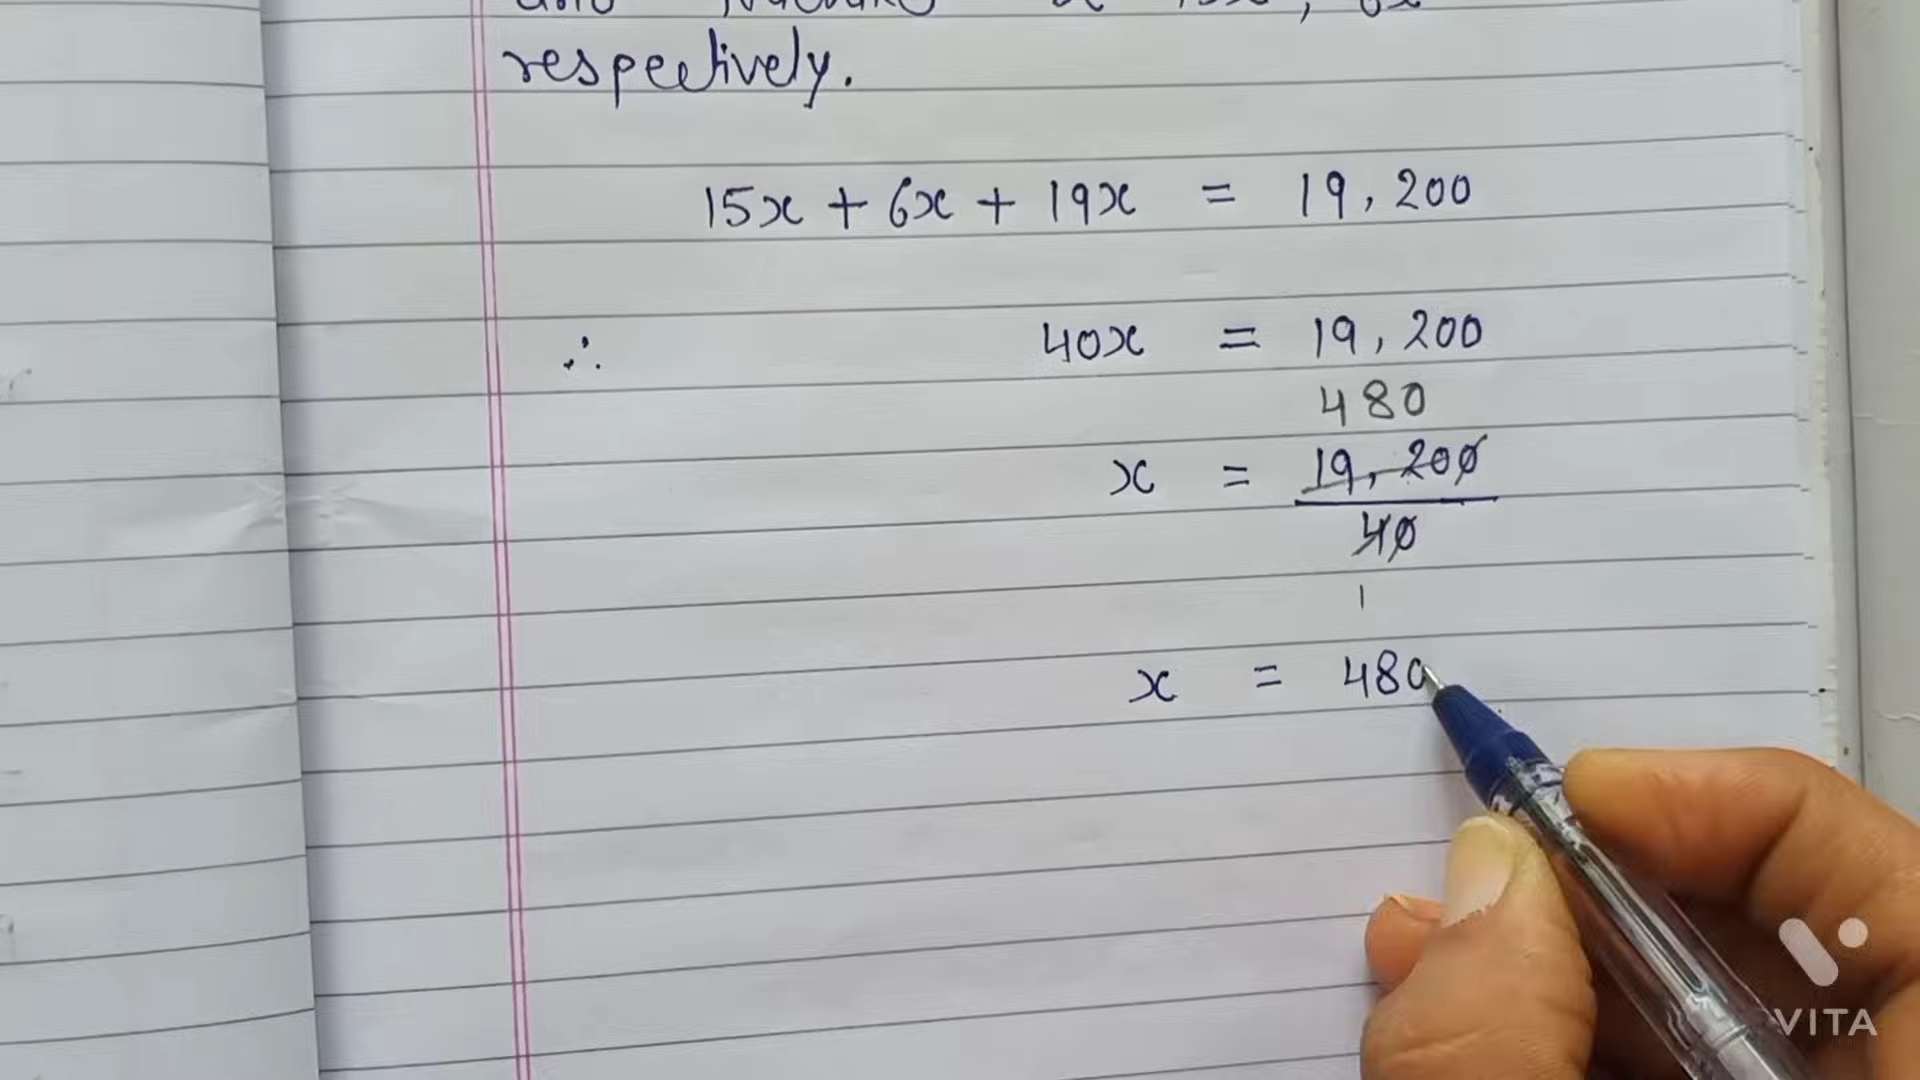 respectively.
15x + 6x + 19x = 19,200
∴ 40x = 19,200
480
x = 19,200
40
1
x = 480
VITA